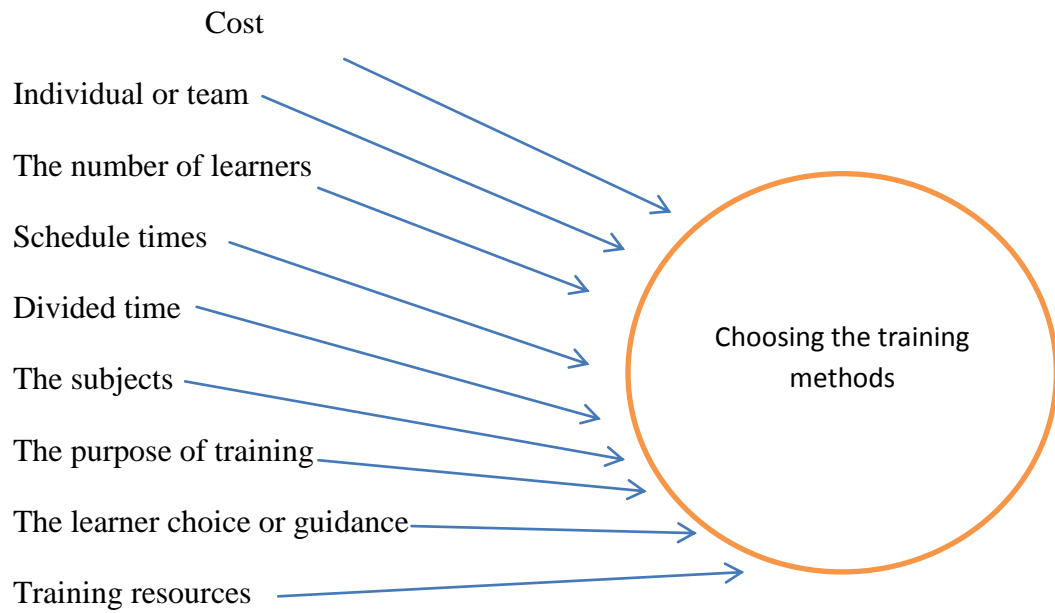 Cost
Individual or team
The number of learners
Schedule times
Divided time
The subjects
The purpose of training
The learner choice or guidance
Training resources
Choosing the training
methods